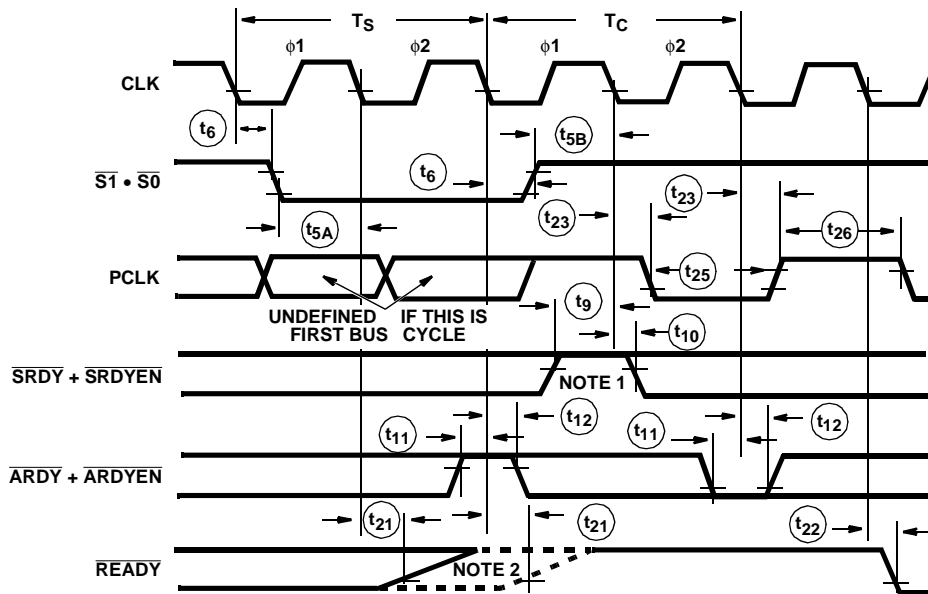 TS TC
ϕ1 ϕ2 ϕ1 ϕ2
CLK
t6 t5B
S1 • S0 t6 t23
t23
t5A t26
PCLK t25
UNDEFINED IF THIS IS t9
FIRST BUS CYCLE
t10
SRDY + SRDYEN NOTE 1
t11 t12 t11 t12
ARDY + ARDYEN
t21 t21 t22
READY NOTE 2